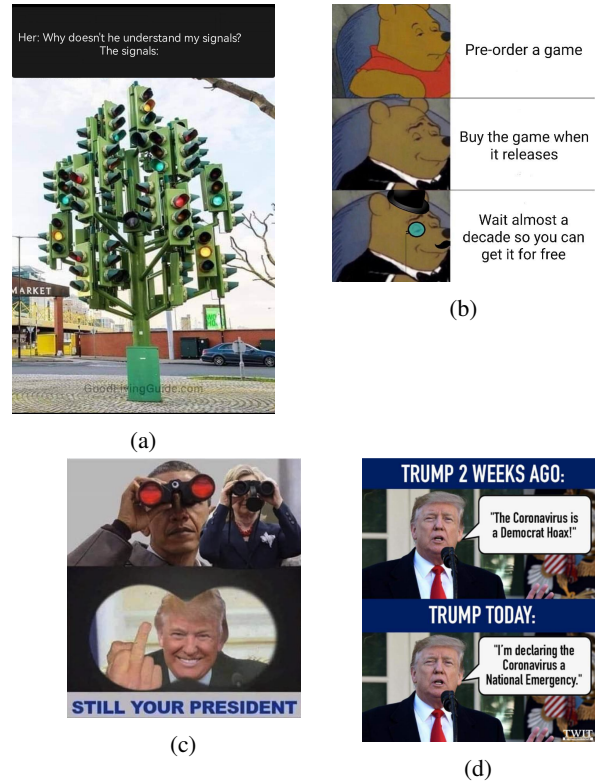 Her: Why doesn't he understand my signals?
The signals:
MARKET
GoodLivingGuide.com
(a)
Pre-order a game
Buy the game when
it releases
Wait almost a
decade so you can
get it for free
(b)
STILL YOUR PRESIDENT
(c)
TRUMP 2 WEEKS AGO:
"The Coronavirus is
a Democrat Hoax!"
TRUMP TODAY:
"I'm declaring the
Coronavirus a
National Emergency."
TWIT
(d)